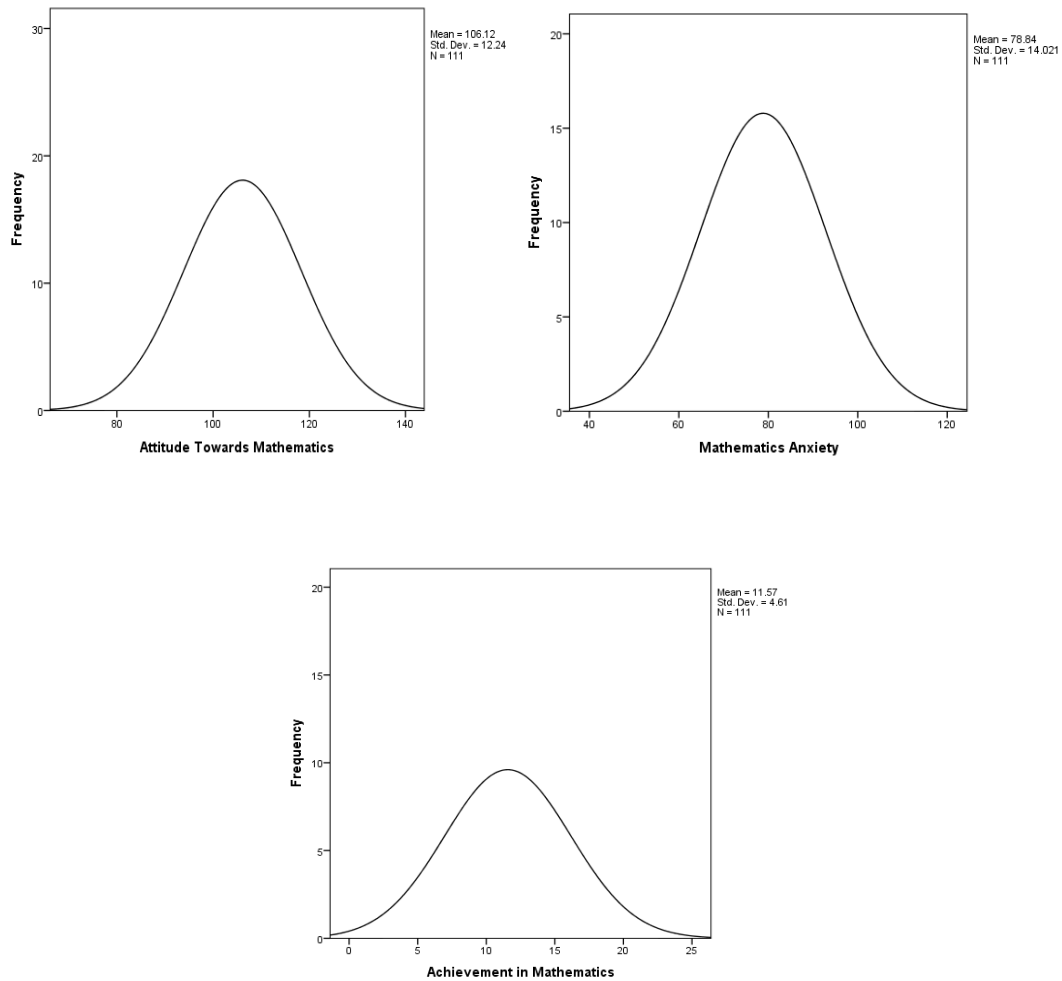 Mean = 106.12
Std. Dev. = 12.24
N = 111
30
20
10
0
Frequency
80 100 120 140
Attitude Towards Mathematics
Mean = 78.84
Std. Dev. = 14.021
N = 111
20
15
10
5
0
Frequency
40 60 80 100 120
Mathematics Anxiety
Mean = 11.57
Std. Dev. = 4.61
N = 111
20
15
10
5
0
Frequency
0 5 10 15 20 25
Achievement in Mathematics